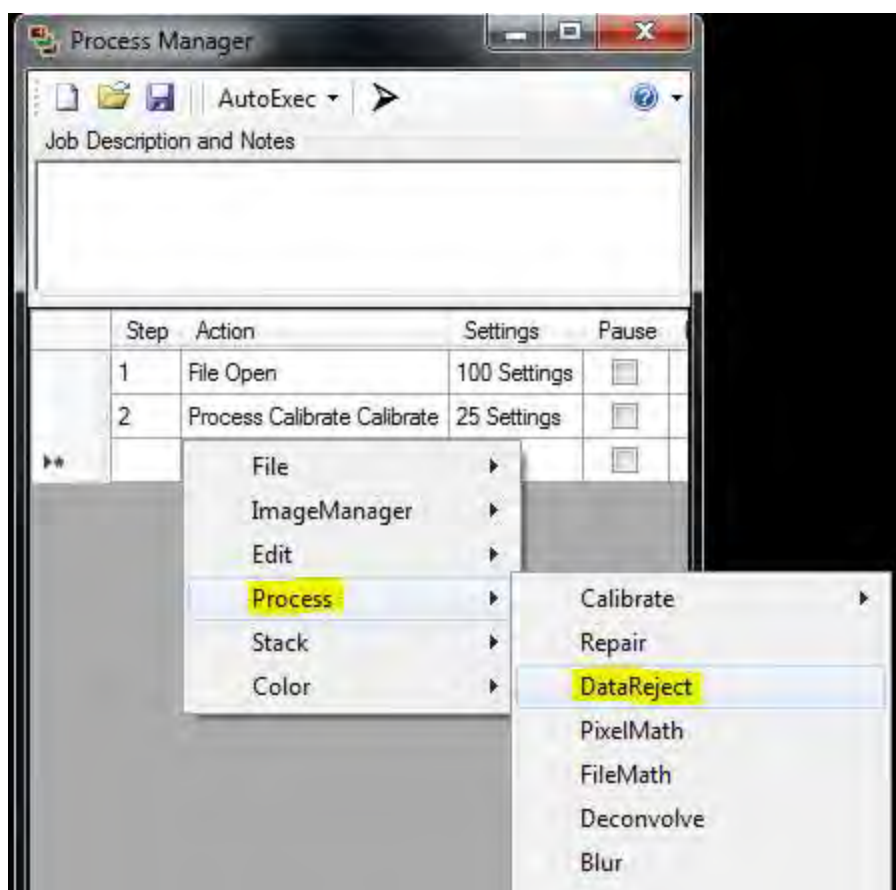 Process Manager
AutoExec
Job Description and Notes
Step Action Settings Pause
1 File Open 100 Settings
2 Process Calibrate Calibrate 25 Settings
File
ImageManager
Edit
Process
Stack
Color
Calibrate
Repair
DataReject
PixelMath
FileMath
Deconvolve
Blur